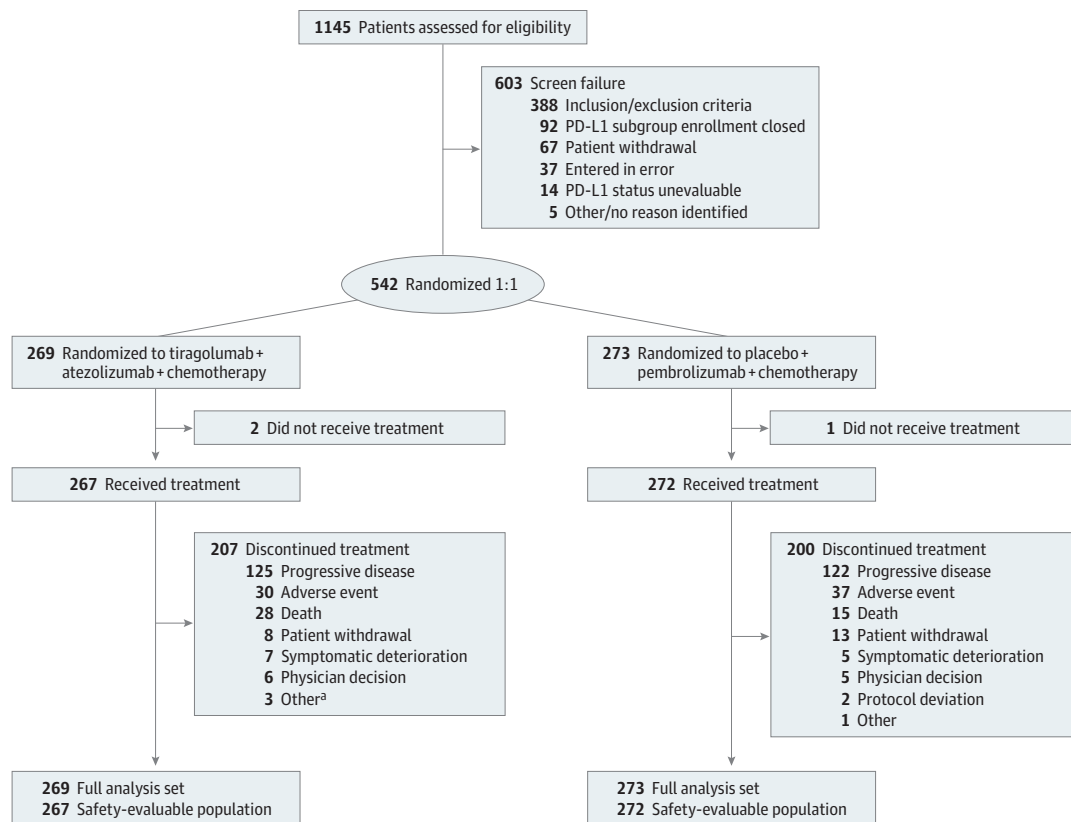 1145 Patients assessed for eligibility
603 Screen failure
388 Inclusion/exclusion criteria
92 PD-L1 subgroup enrollment closed
67 Patient withdrawal
37 Entered in error
14 PD-L1 status unevaluable
5 Other/no reason identified
542 Randomized 1:1
269 Randomized to tiragolumab+
atezolizumab+chemotherapy
2 Did not receive treatment
267 Received treatment
207 Discontinued treatment
125 Progressive disease
30 Adverse event
28 Death
8 Patient withdrawal
7 Symptomatic deterioration
6 Physician decision
3 Otherᵃ
269 Full analysis set
267 Safety-evaluable population
273 Randomized to placebo+
pembrolizumab+chemotherapy
1 Did not receive treatment
272 Received treatment
200 Discontinued treatment
122 Progressive disease
37 Adverse event
15 Death
13 Patient withdrawal
5 Symptomatic deterioration
5 Physician decision
2 Protocol deviation
1 Other
273 Full analysis set
272 Safety-evaluable population